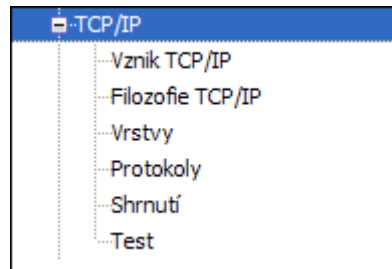 TCP/IP
Vznik TCP/IP
Filozofie TCP/IP
Vrstvy
Protokoly
Shrnutí
Test